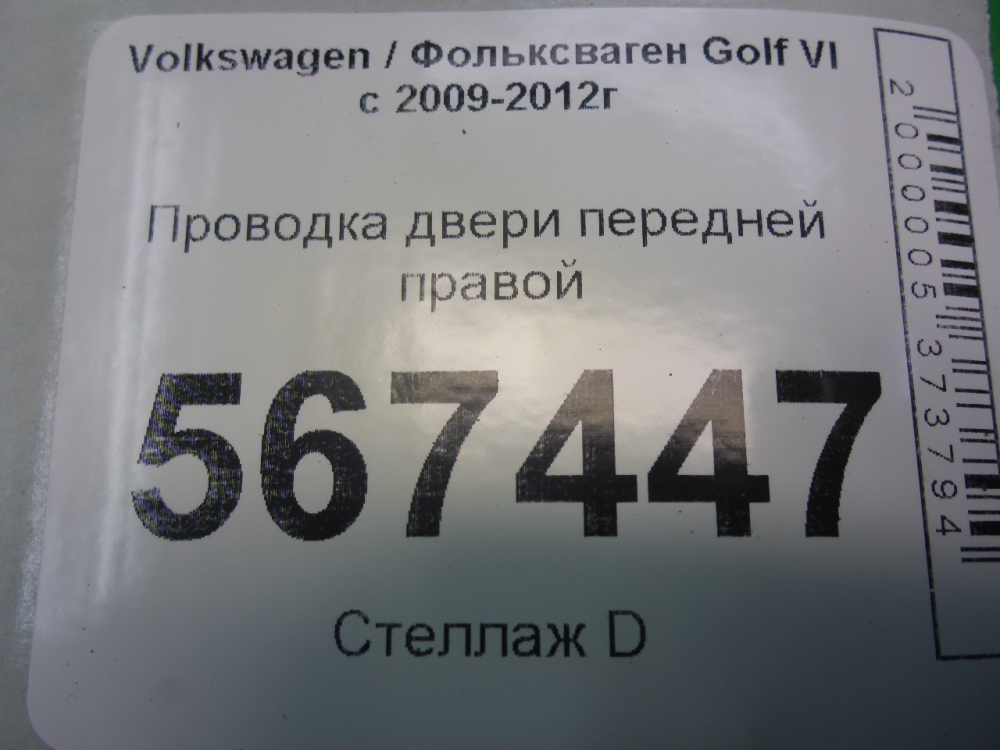 Volkswagen / Фольксваген Golf VI
с 2009-2012г
Проводка двери передней
правой
567447
Стеллаж D
2000005373794